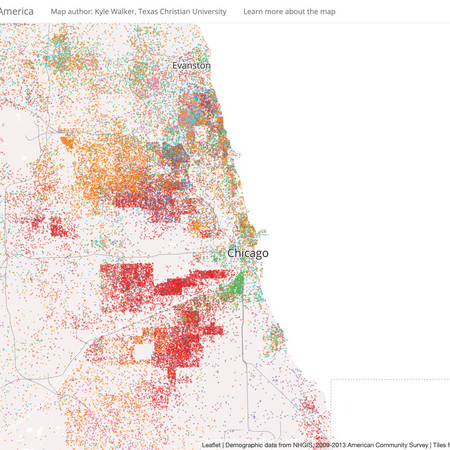 America
Map author: Kyle Walker, Texas Christian University
Learn more about the map
Evanston
Chicago
Leaflet | Demographic data from NHGIS; 2009-2013 American Community Survey | Tiles f